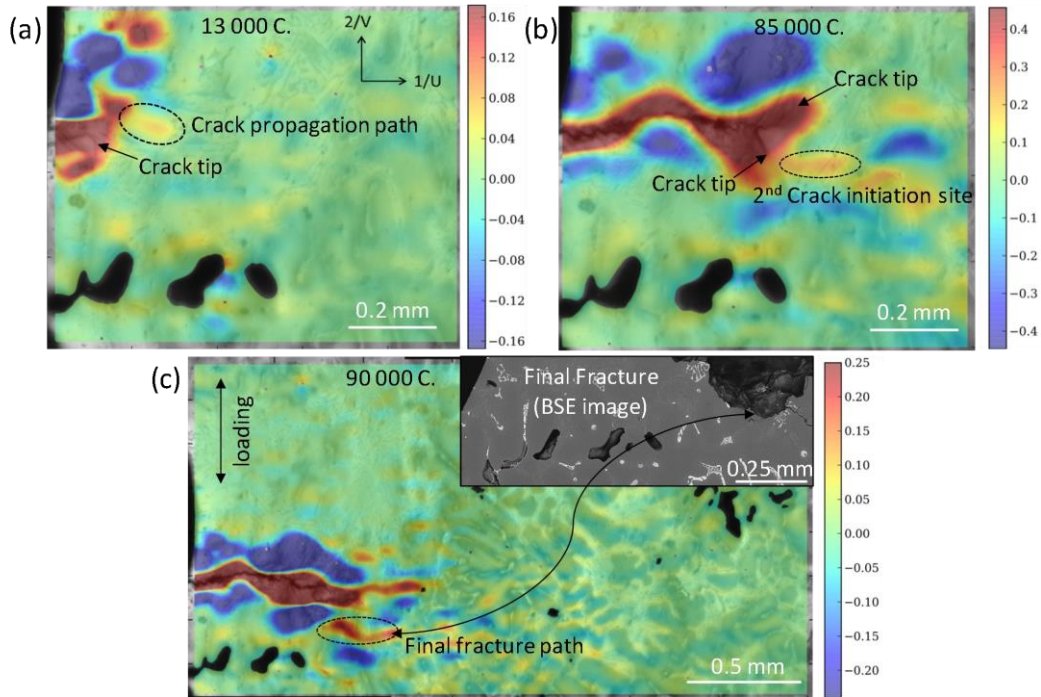 (a)
13 000 C.
2/V
1/U
Crack propagation path
Crack tip
0.2 mm
0.16
0.12
0.08
0.04
0.00
−0.04
−0.08
−0.12
−0.16
(b)
85 000 C.
Crack tip
Crack tip
2nd Crack initiation site
0.2 mm
0.4
0.3
0.2
0.1
0.0
−0.1
−0.2
−0.3
−0.4
(c)
90 000 C.
loading
Final Fracture
(BSE image)
0.25 mm
Final fracture path
0.5 mm
0.25
0.20
0.15
0.10
0.05
0.00
−0.05
−0.10
−0.15
−0.20